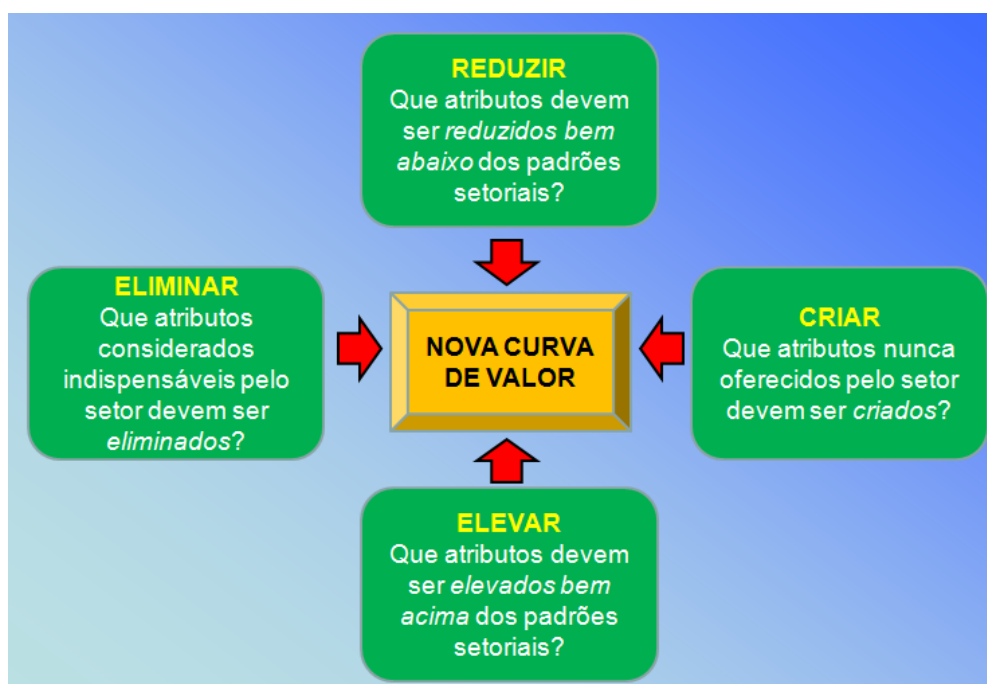 REDUZIR
Que atributos devem
ser reduzidos bem
abaixo dos padrões
setoriais?
ELIMINAR
Que atributos
considerados
indispensáveis pelo
setor devem ser
eliminados?
NOVA CURVA
DE VALOR
CRIAR
Que atributos nunca
oferecidos pelo setor
devem ser criados?
ELEVAR
Que atributos devem
ser elevados bem
acima dos padrões
setoriais?